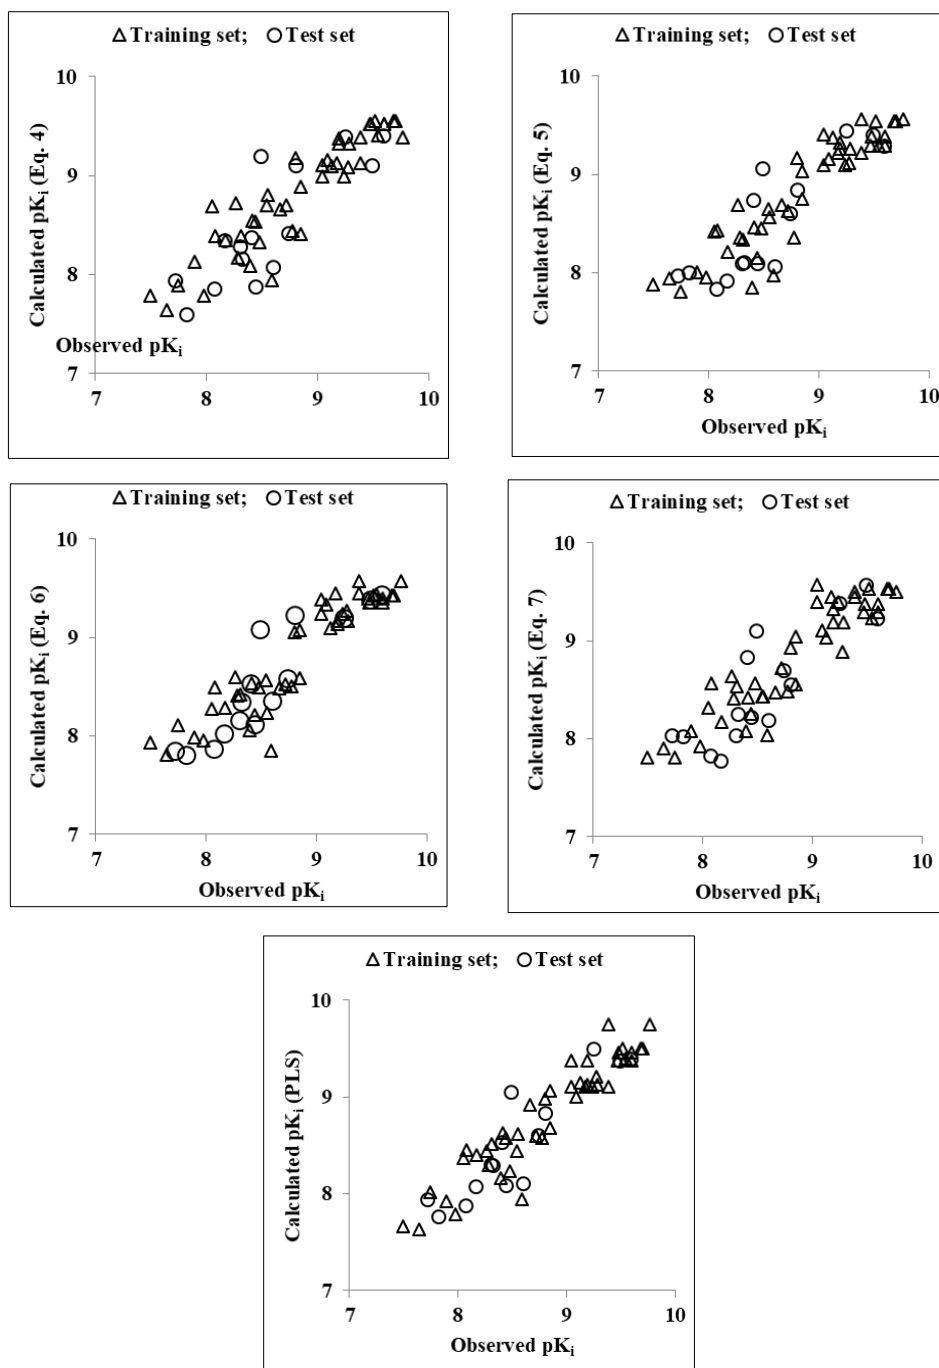 △ Training set; ○ Test set
Calculated pKi (Eq. 4)
10
9
8
7
Observed pKi
7 8 9 10
△ Training set; ○ Test set
Calculated pKi (Eq. 5)
10
9
8
7
7 8 9 10
Observed pKi
△ Training set; ○ Test set
Calculated pKi (Eq. 6)
10
9
8
7
7 8 9 10
Observed pKi
△ Training set; ○ Test set
Calculated pKi (Eq. 7)
10
9
8
7
7 8 9 10
Observed pKi
△ Training set; ○ Test set
Calculated pKi (PLS)
10
9
8
7
7 8 9 10
Observed pKi